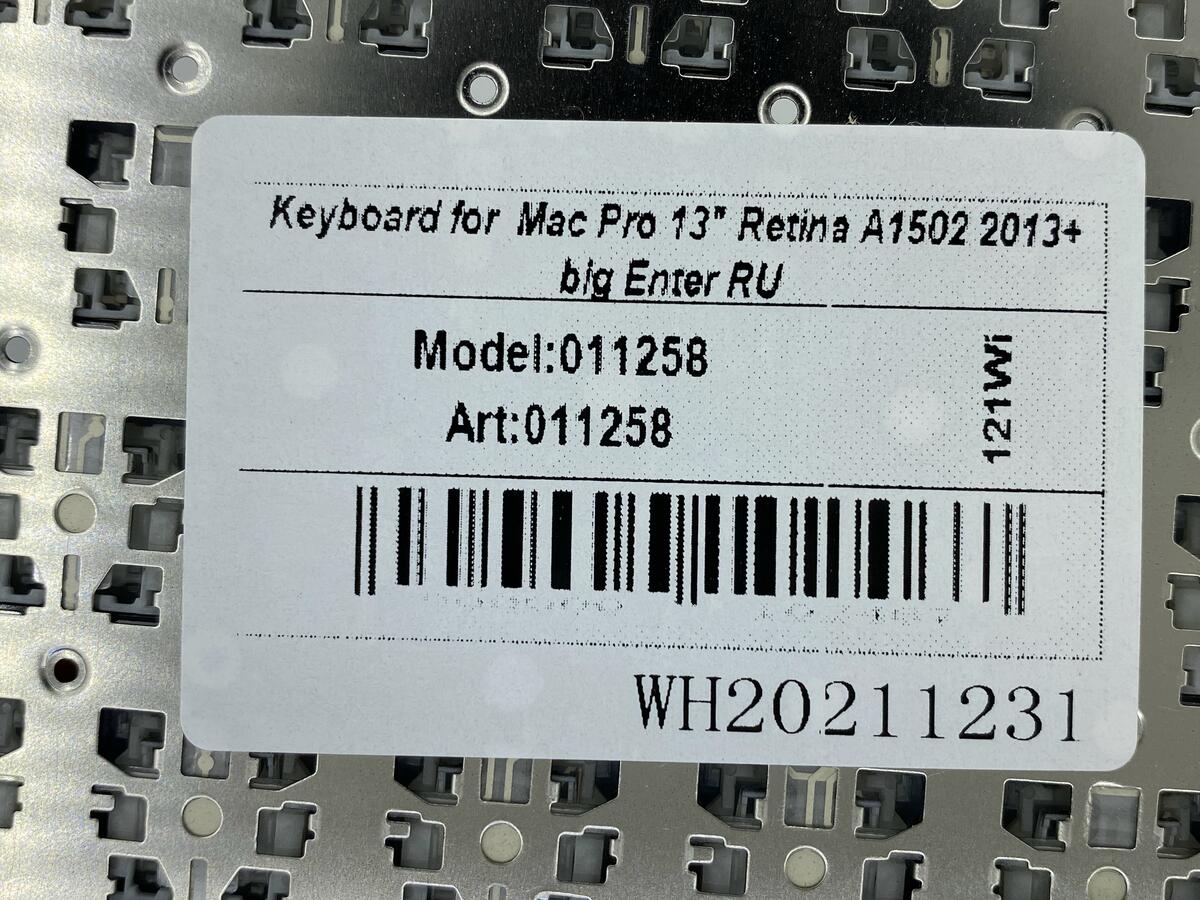 Keyboard for Mac Pro 13" Retina A1502 2013+
big Enter RU
Model:011258
Art:011258
121Wi
WH20211231